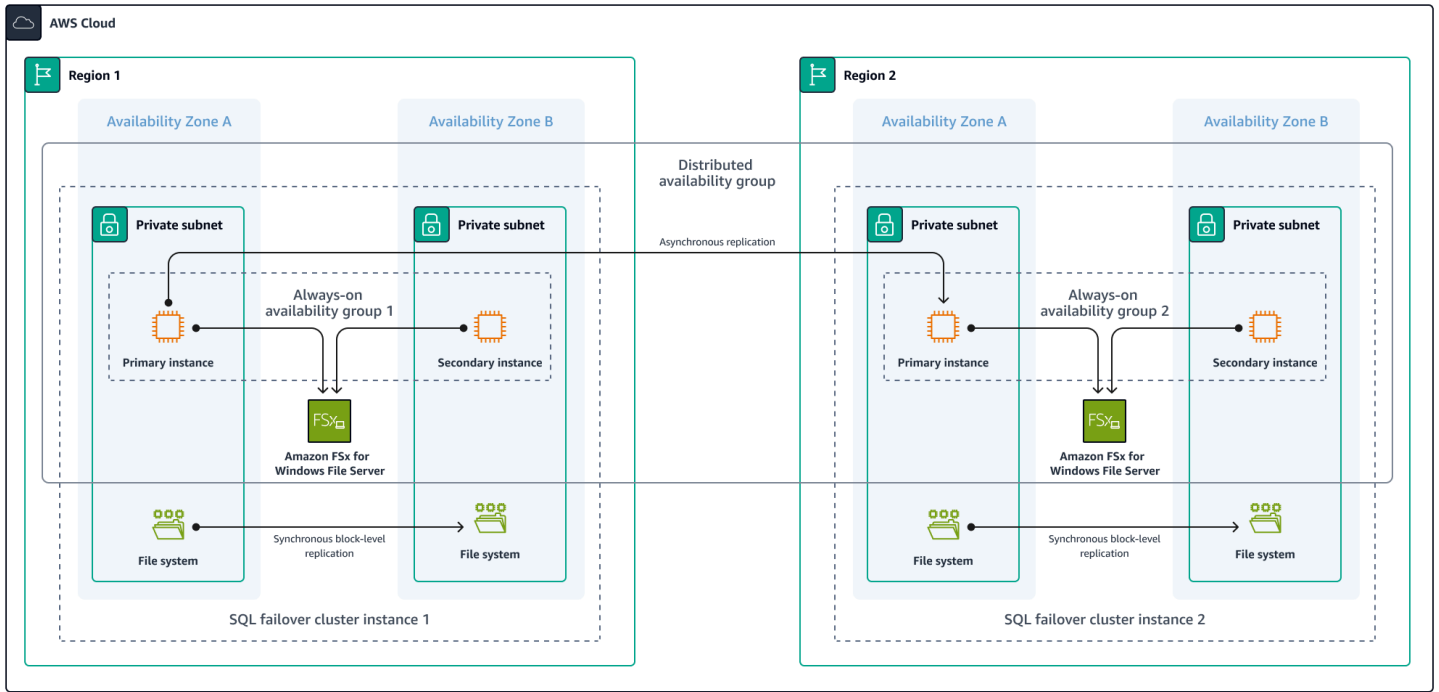 AWS Cloud
Region 1
Availability Zone A
Availability Zone B
Region 2
Availability Zone A
Availability Zone B
Distributed
availability group
Private subnet
Private subnet
Private subnet
Private subnet
Asynchronous replication
Always-on
availability group 1
Primary instance
Secondary instance
Always-on
availability group 2
Primary instance
Secondary instance
FSx
Amazon FSx for
Windows File Server
FSx
Amazon FSx for
Windows File Server
File system
Synchronous block-level
replication
File system
File system
Synchronous block-level
replication
File system
SQL failover cluster instance 1
SQL failover cluster instance 2